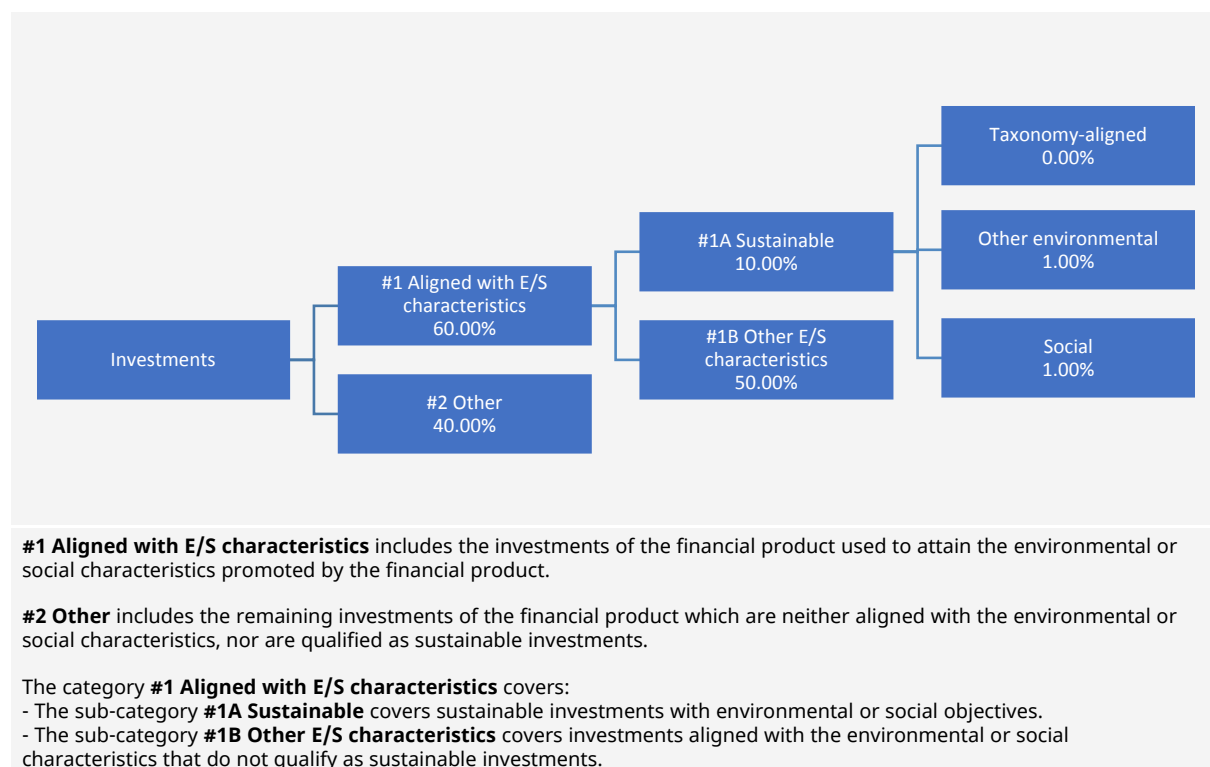 Taxonomy-aligned
0.00%
#1A Sustainable
10.00%
Other environmental
1.00%
#1 Aligned with E/S
characteristics
60.00%
Investments
#1B Other E/S
characteristics
50.00%
Social
1.00%
#2 Other
40.00%
#1 Aligned with E/S characteristics includes the investments of the financial product used to attain the environmental or
social characteristics promoted by the financial product.
#2 Other includes the remaining investments of the financial product which are neither aligned with the environmental or
social characteristics, nor are qualified as sustainable investments.
The category #1 Aligned with E/S characteristics covers:
- The sub-category #1A Sustainable covers sustainable investments with environmental or social objectives.
- The sub-category #1B Other E/S characteristics covers investments aligned with the environmental or social
characteristics that do not qualify as sustainable investments.